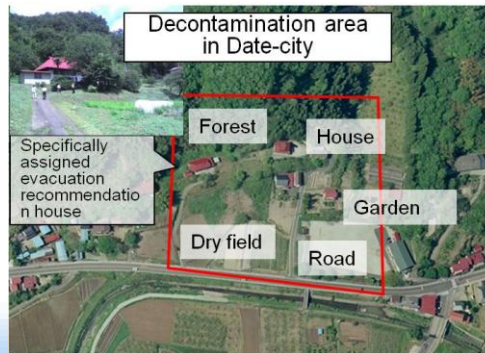 Decontamination area
in Date-city
Forest
House
Specifically
assigned
evacuation
recommendatio
n house
Garden
Dry field
Road